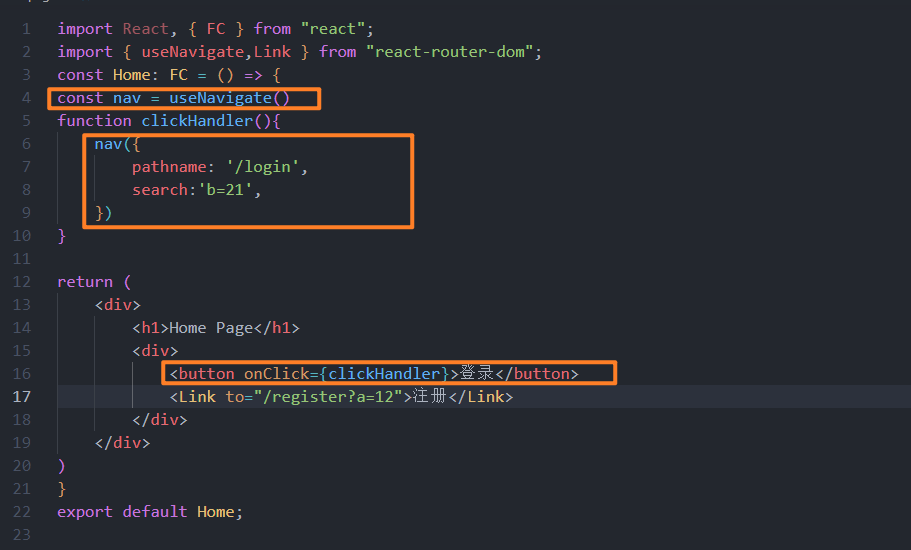 1 import React, { FC } from "react";
2 import { useNavigate,Link } from "react-router-dom";
3 const Home: FC = () => {
4 const nav = useNavigate()
5 function clickHandler(){
6     nav({
7         pathname: '/login',
8         search:'b=21',
9     })
10 }
11
12 return (
13     <div>
14         <h1>Home Page</h1>
15         <div>
16             <button onClick={clickHandler}>登录</button>
17             <Link to="/register?a=12">注册</Link>
18         </div>
19     </div>
20 )
21 }
22 export default Home;
23